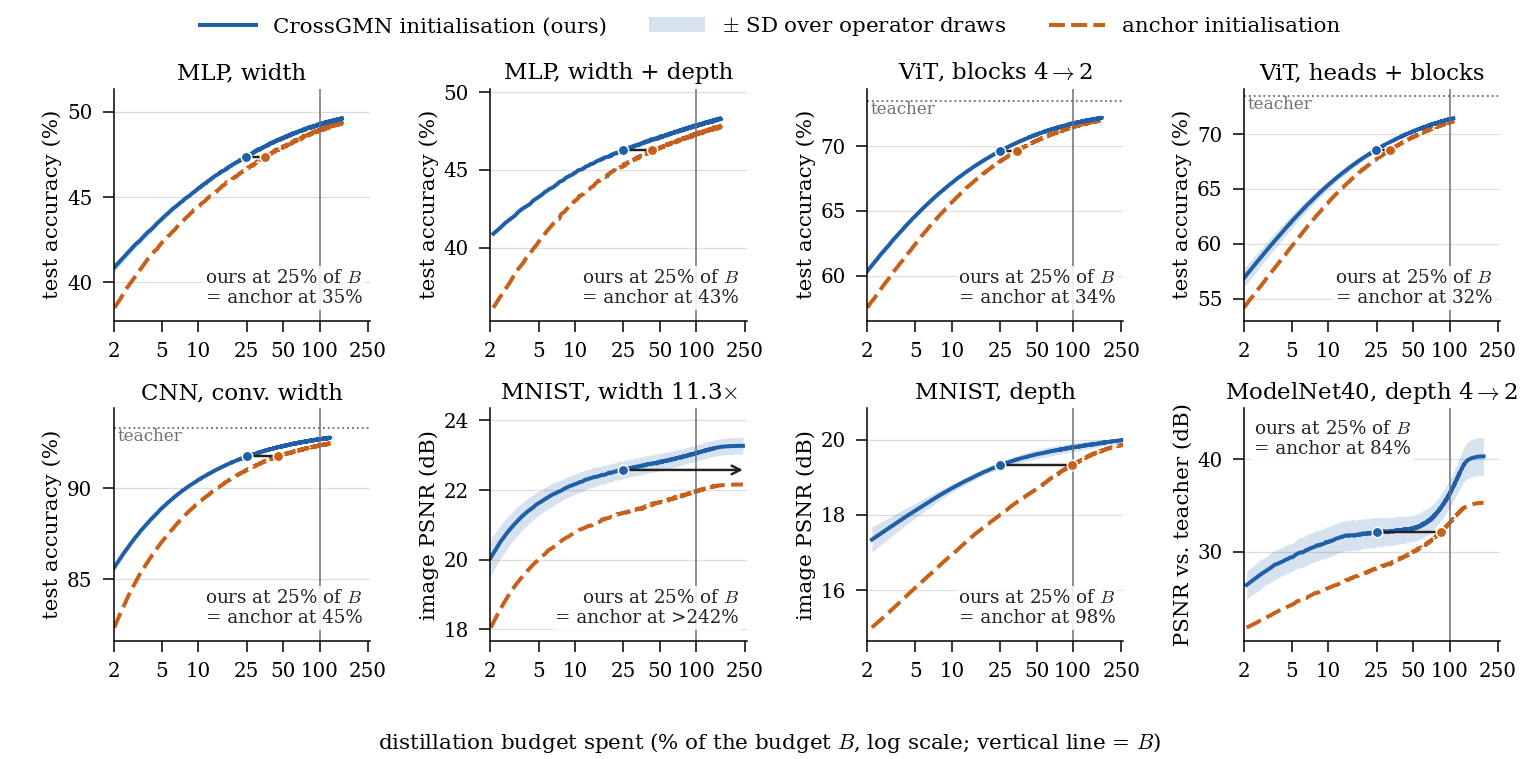 CrossGMN initialisation (ours)
± SD over operator draws
anchor initialisation
MLP, width
test accuracy (%)
50
45
40
ours at 25% of B
= anchor at 35%
2 5 10 25 50 100 250
MLP, width + depth
test accuracy (%)
50
45
40
ours at 25% of B
= anchor at 43%
2 5 10 25 50 100 250
ViT, blocks 4→2
test accuracy (%)
teacher
70
65
60
ours at 25% of B
= anchor at 34%
2 5 10 25 50 100 250
ViT, heads + blocks
test accuracy (%)
teacher
70
65
60
55
ours at 25% of B
= anchor at 32%
2 5 10 25 50 100 250
CNN, conv. width
test accuracy (%)
teacher
90
85
ours at 25% of B
= anchor at 45%
2 5 10 25 50 100 250
MNIST, width 11.3×
image PSNR (dB)
24
22
20
18
ours at 25% of B
= anchor at >242%
2 5 10 25 50 100 250
MNIST, depth
image PSNR (dB)
20
18
16
ours at 25% of B
= anchor at 98%
2 5 10 25 50 100 250
ModelNet40, depth 4→2
PSNR vs. teacher (dB)
ours at 25% of B
= anchor at 84%
40
30
2 5 10 25 50 100 250
distillation budget spent (% of the budget B, log scale; vertical line = B)